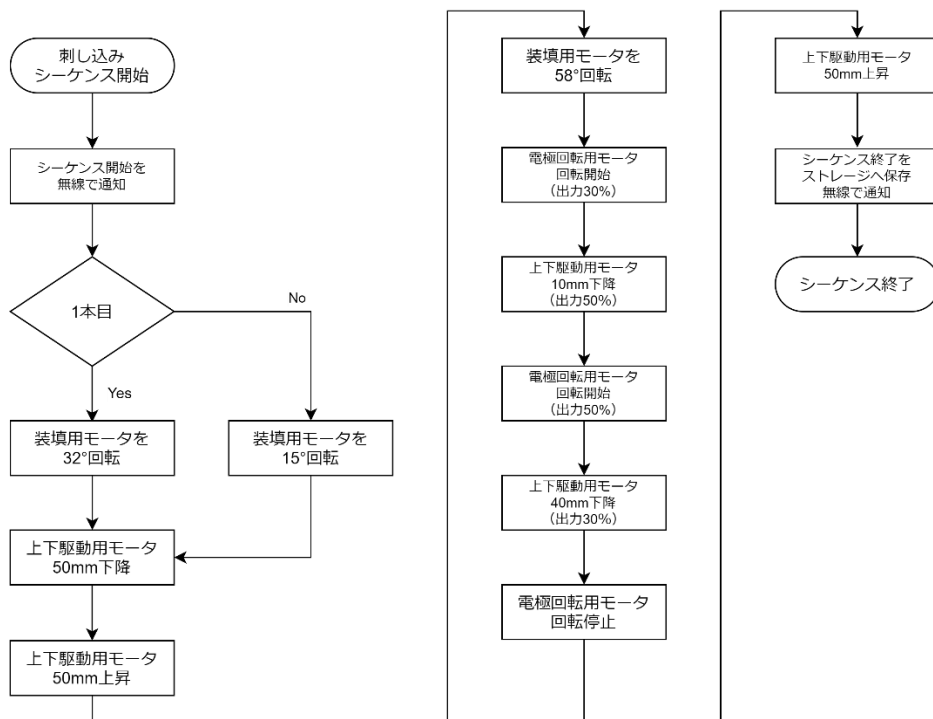 刺し込み
シーケンス開始
シーケンス開始を
無線で通知
1本目
No
Yes
装填用モータを
32°回転
装填用モータを
15°回転
上下駆動用モータ
50mm下降
上下駆動用モータ
50mm上昇
装填用モータを
58°回転
電極回転用モータ
回転開始
（出力30%）
上下駆動用モータ
10mm下降
（出力50%）
電極回転用モータ
回転開始
（出力50%）
上下駆動用モータ
40mm下降
（出力30%）
電極回転用モータ
回転停止
上下駆動用モータ
50mm上昇
シーケンス終了を
ストレージへ保存
無線で通知
シーケンス終了